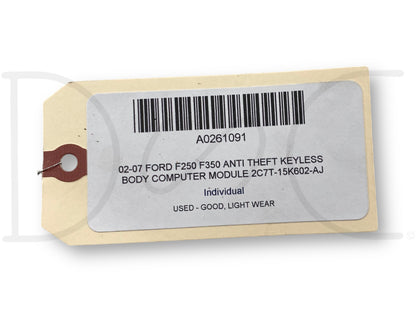 A0261091
02-07 FORD F250 F350 ANTI THEFT KEYLESS
BODY COMPUTER MODULE 2C7T-15K602-AJ
Individual
USED - GOOD, LIGHT WEAR